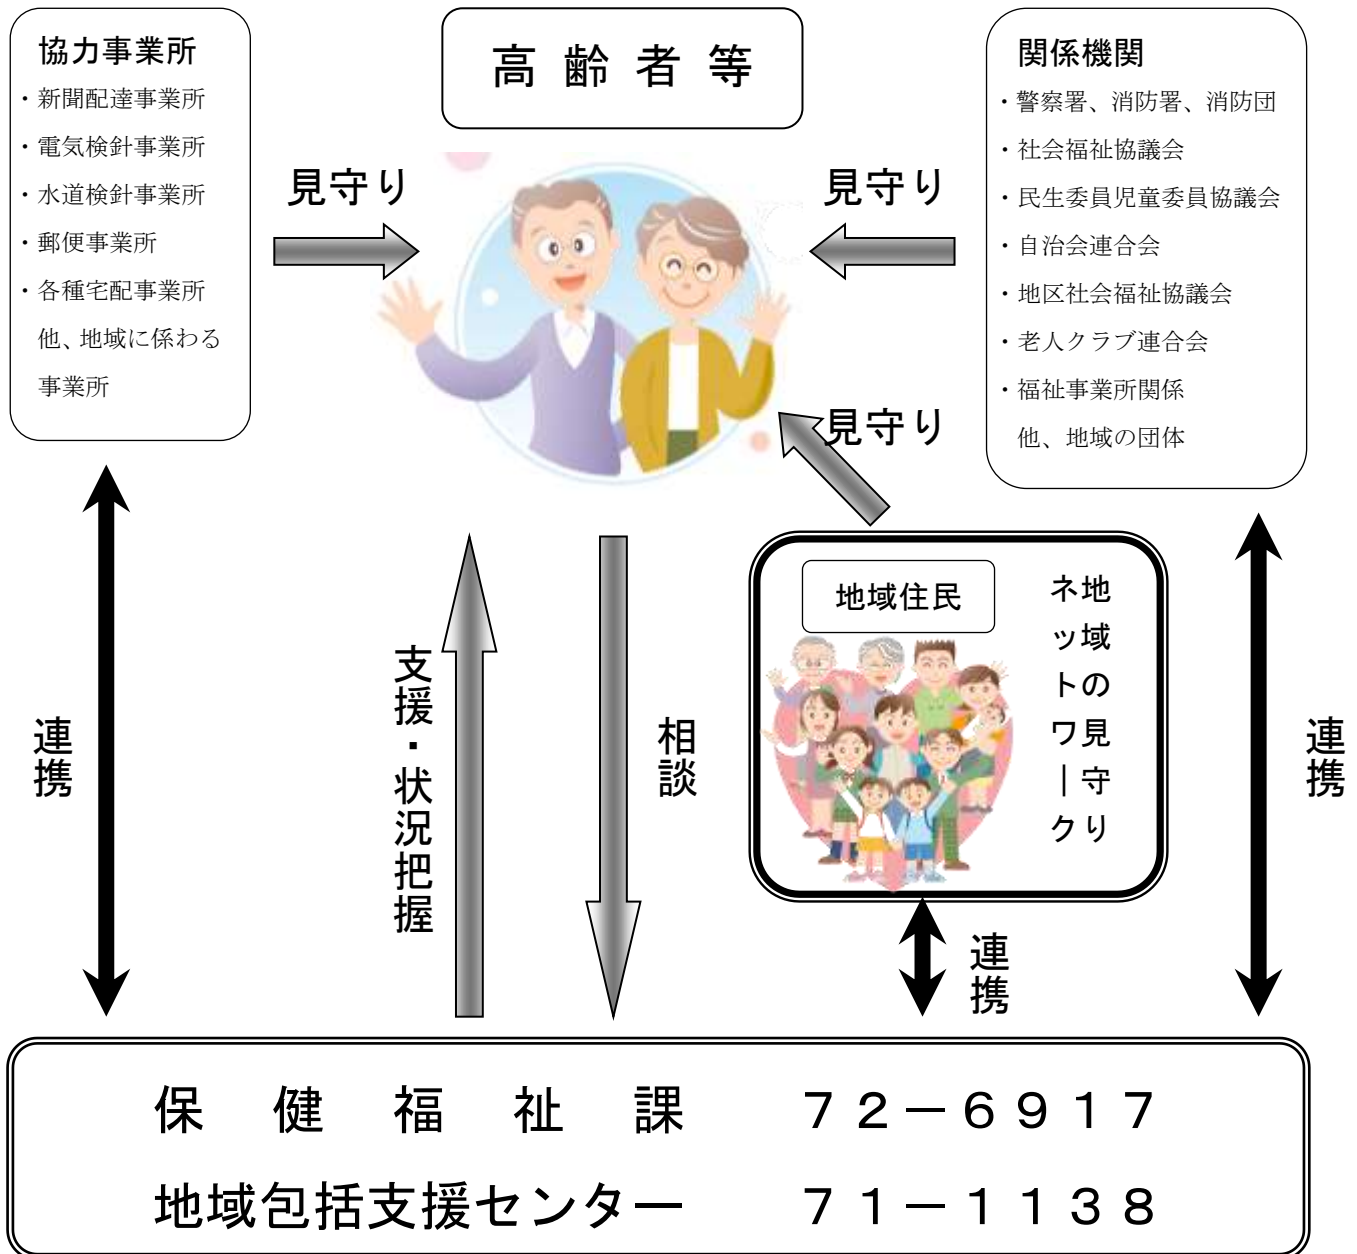 高齢者等
協力事業所
・新聞配達事業所
・電気検針事業所
・水道検針事業所
・郵便事業所
・各種宅配事業所
他、地域に係わる
事業所
関係機関
・警察署、消防署、消防団
・社会福祉協議会
・民生委員児童委員協議会
・自治会連合会
・地区社会福祉協議会
・老人クラブ連合会
・福祉事業所関係
他、地域の団体
見守り
見守り
見守り
地域住民
地域の見守り
ネットワーク
連携
支援・状況把握
相談
連携
連携
保健福祉課 ７２－６９１７
地域包括支援センター ７１－１１３８